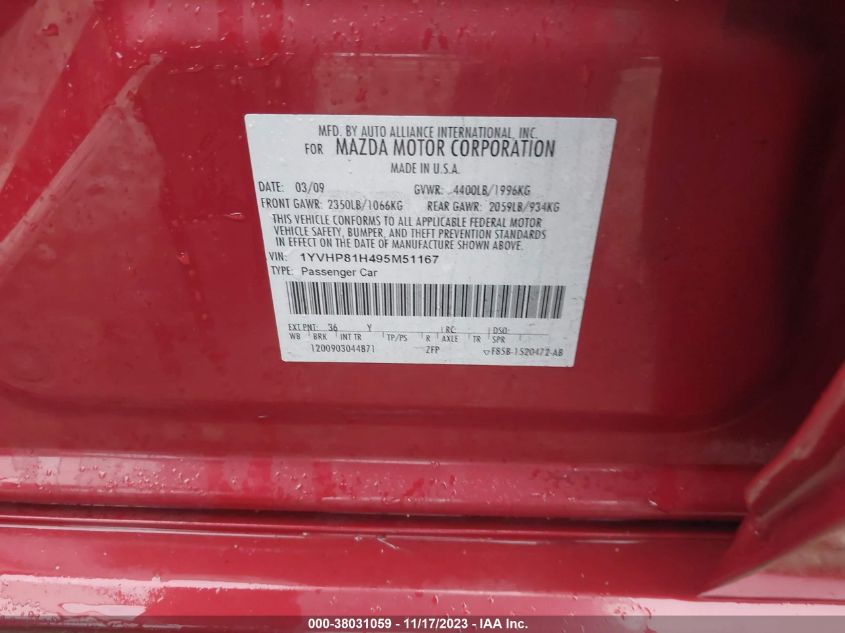 MFD. BY AUTO ALLIANCE INTERNATIONAL, INC.
FOR MAZDA MOTOR CORPORATION
MADE IN U.S.A.
DATE: 03/09 GVWR: 4400LB/1996KG
FRONT GAWR: 2350LB/1066KG REAR GAWR: 2059LB/934KG
THIS VEHICLE CONFORMS TO ALL APPLICABLE FEDERAL MOTOR
VEHICLE SAFETY, BUMPER, AND THEFT PREVENTION STANDARDS
IN EFFECT ON THE DATE OF MANUFACTURE SHOWN ABOVE.
VIN: 1YVHP81H495M51167
TYPE: Passenger Car
EXT PNT: 36 Y RC: DSO:
WB BRK INT TR TP/PS R AXLE TR SPR
1200903044871 ZFP F85B-1520472-AB
000-38031059 - 11/17/2023 - IAA Inc.